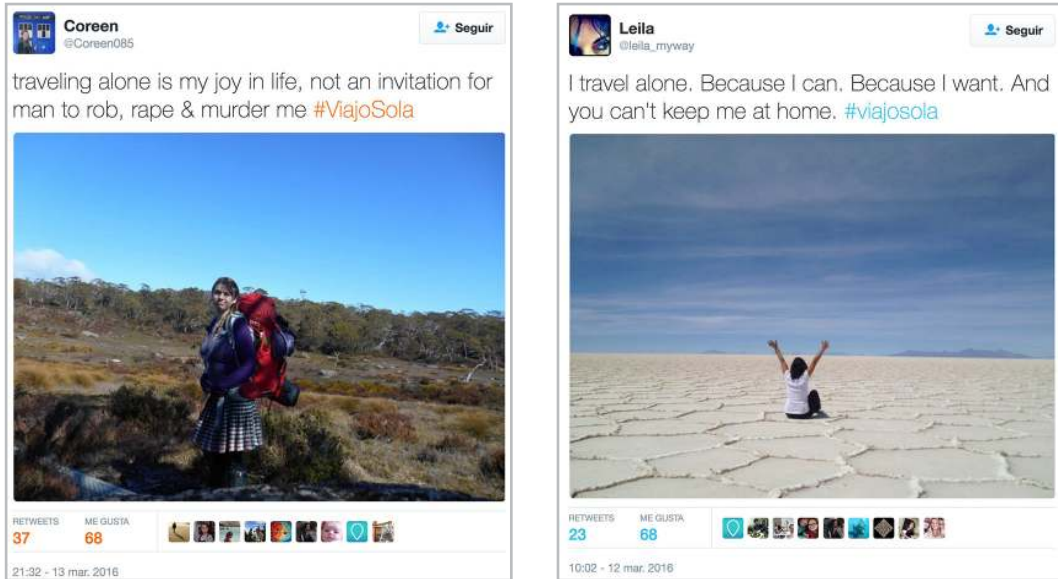 Coreen
@Coreen085
Seguir
traveling alone is my joy in life, not an invitation for
man to rob, rape & murder me #ViajoSola
RETWEETS
ME GUSTA
37
68
21:32 - 13 mar. 2016
Leila
@leila_myway
Seguir
I travel alone. Because I can. Because I want. And
you can't keep me at home. #viajosola
RETWEETS
ME GUSTA
23
68
10:02 - 12 mar. 2016